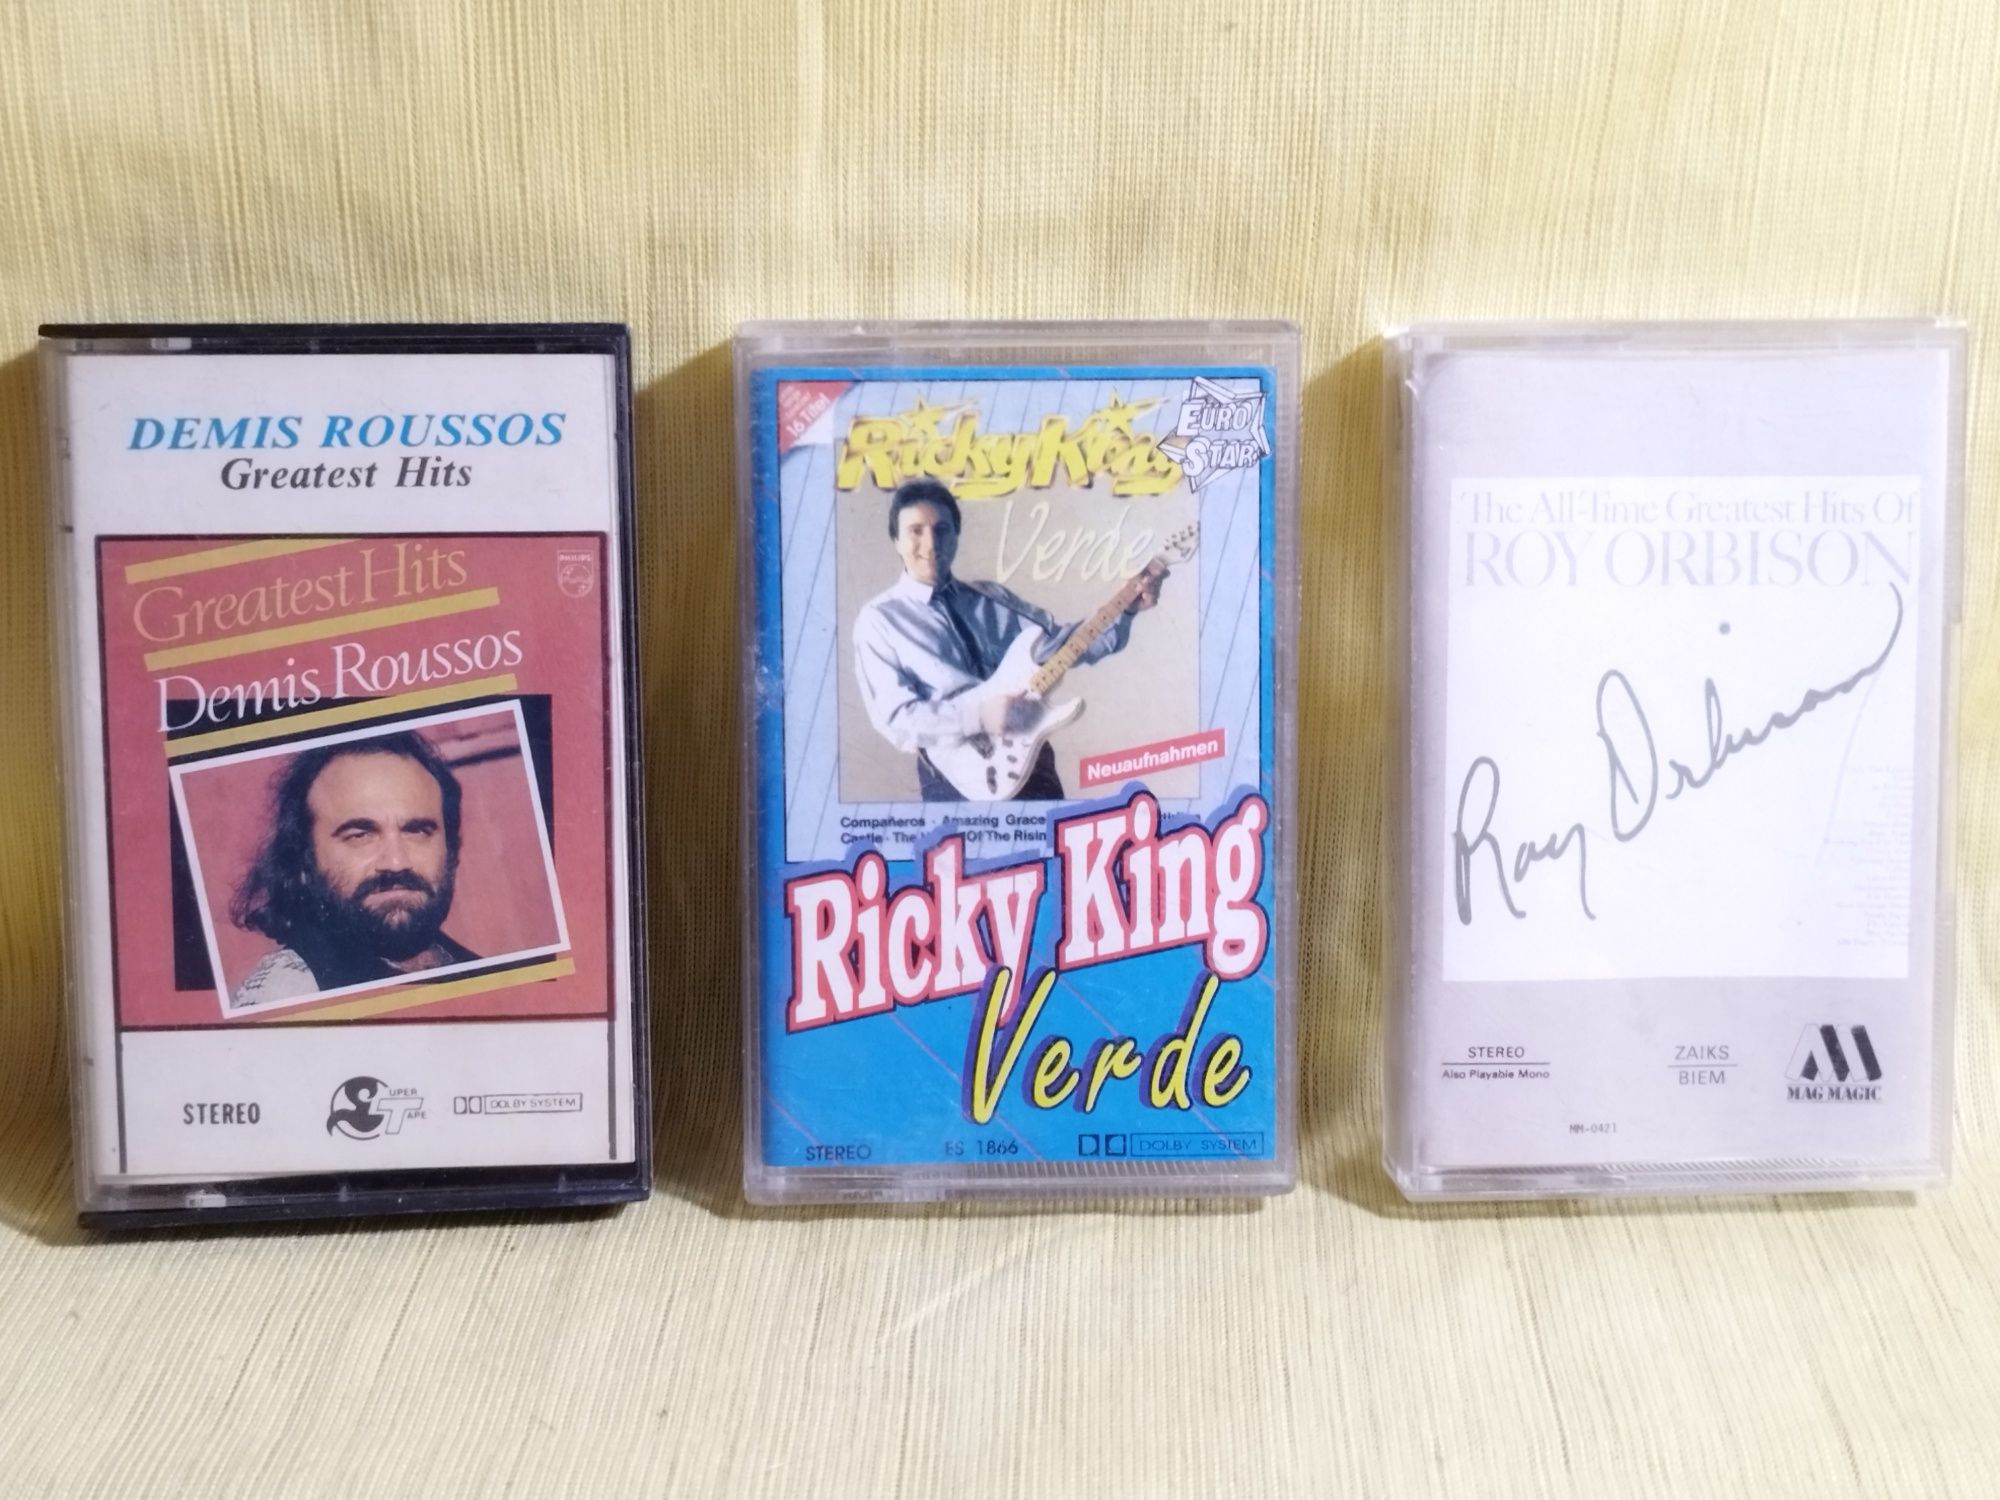 DEMIS ROUSSOS
Greatest Hits
Greatest Hits
PHILIPS
Demis Roussos
STEREO
SUPER
TAPE
DOLBY SYSTEM
16 Titel
Ricky King
EURO
STAR
Verde
Neuaufnahmen
Compañeros · Amazing Grace
Castle · The Of The Risin
Ricky King
Verde
STEREO ES 1866 DOLBY SYSTEM
The All-Time Greatest Hits Of
ROY ORBISON
Roy Orbison
STEREO
Also Playable Mono
ZAIKS
BIEM
MAG MAGIC
MM-0421